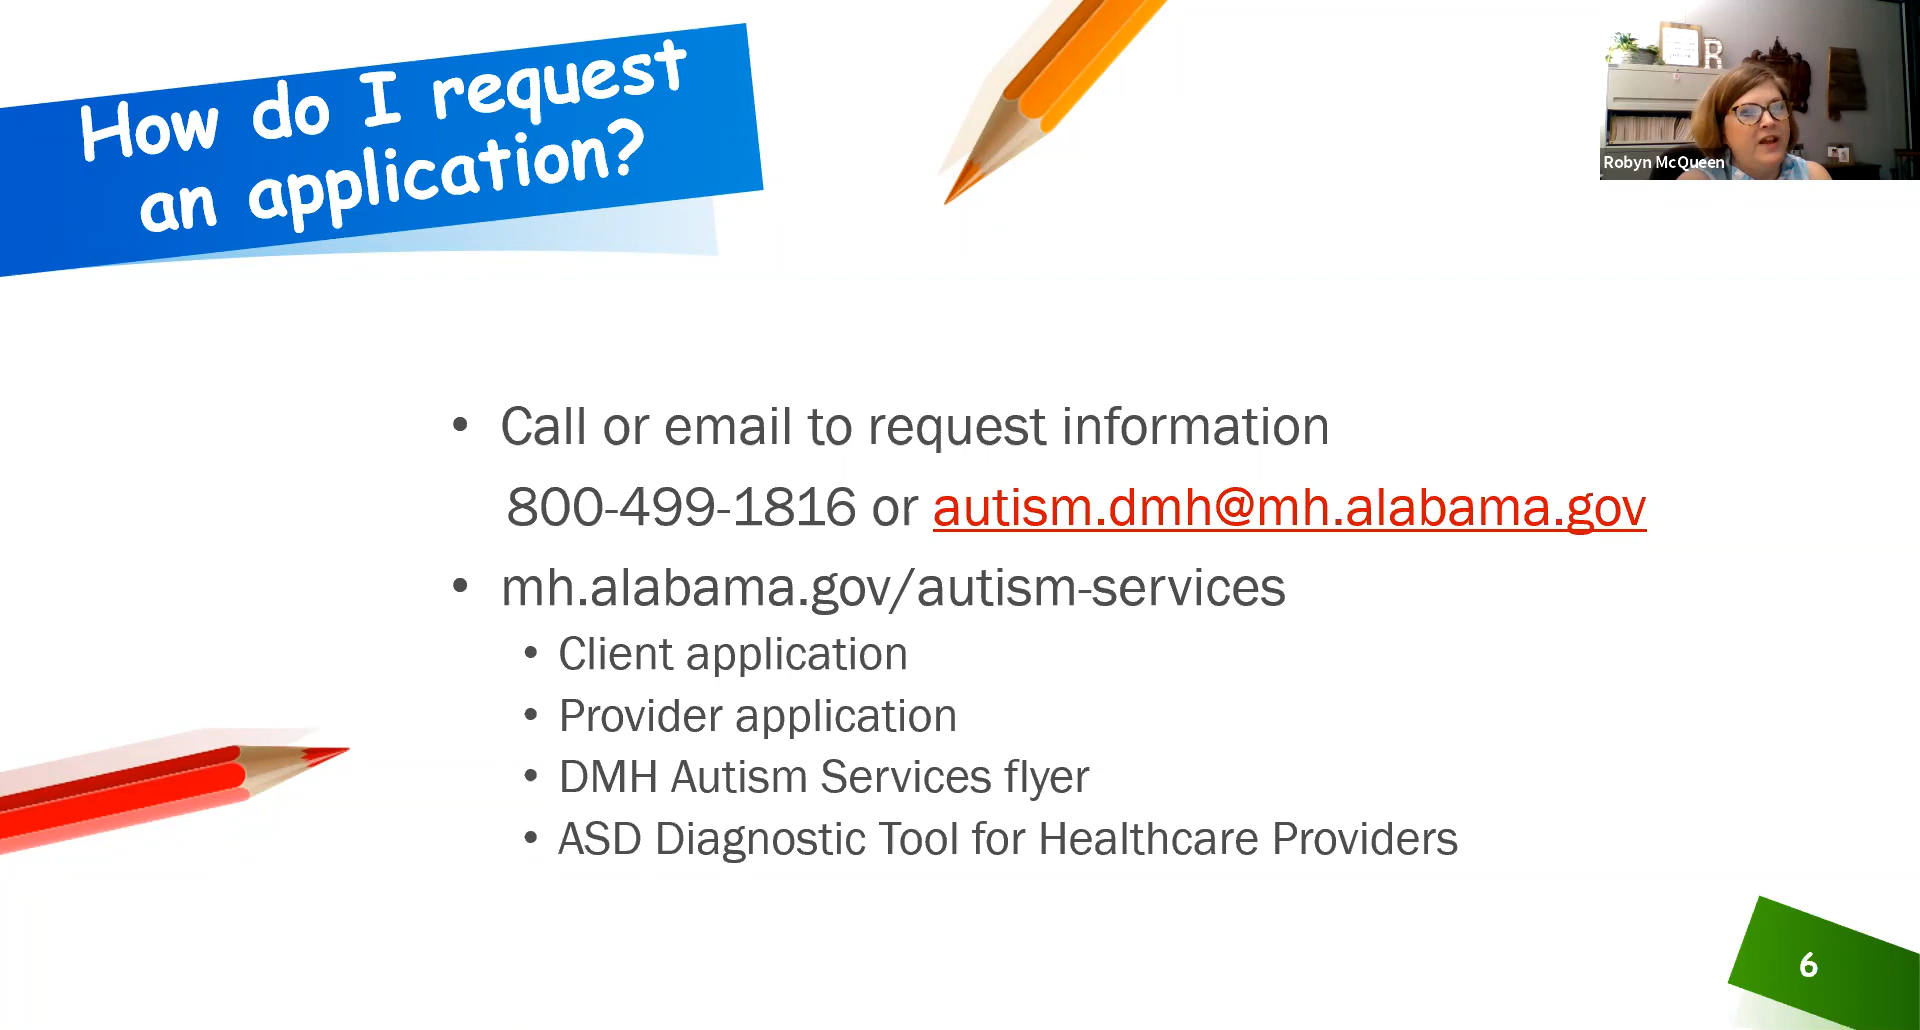 How do I request
an application?
R
Robyn McQueen
• Call or email to request information
800-499-1816 or autism.dmh@mh.alabama.gov
• mh.alabama.gov/autism-services
• Client application
• Provider application
• DMH Autism Services flyer
• ASD Diagnostic Tool for Healthcare Providers
6